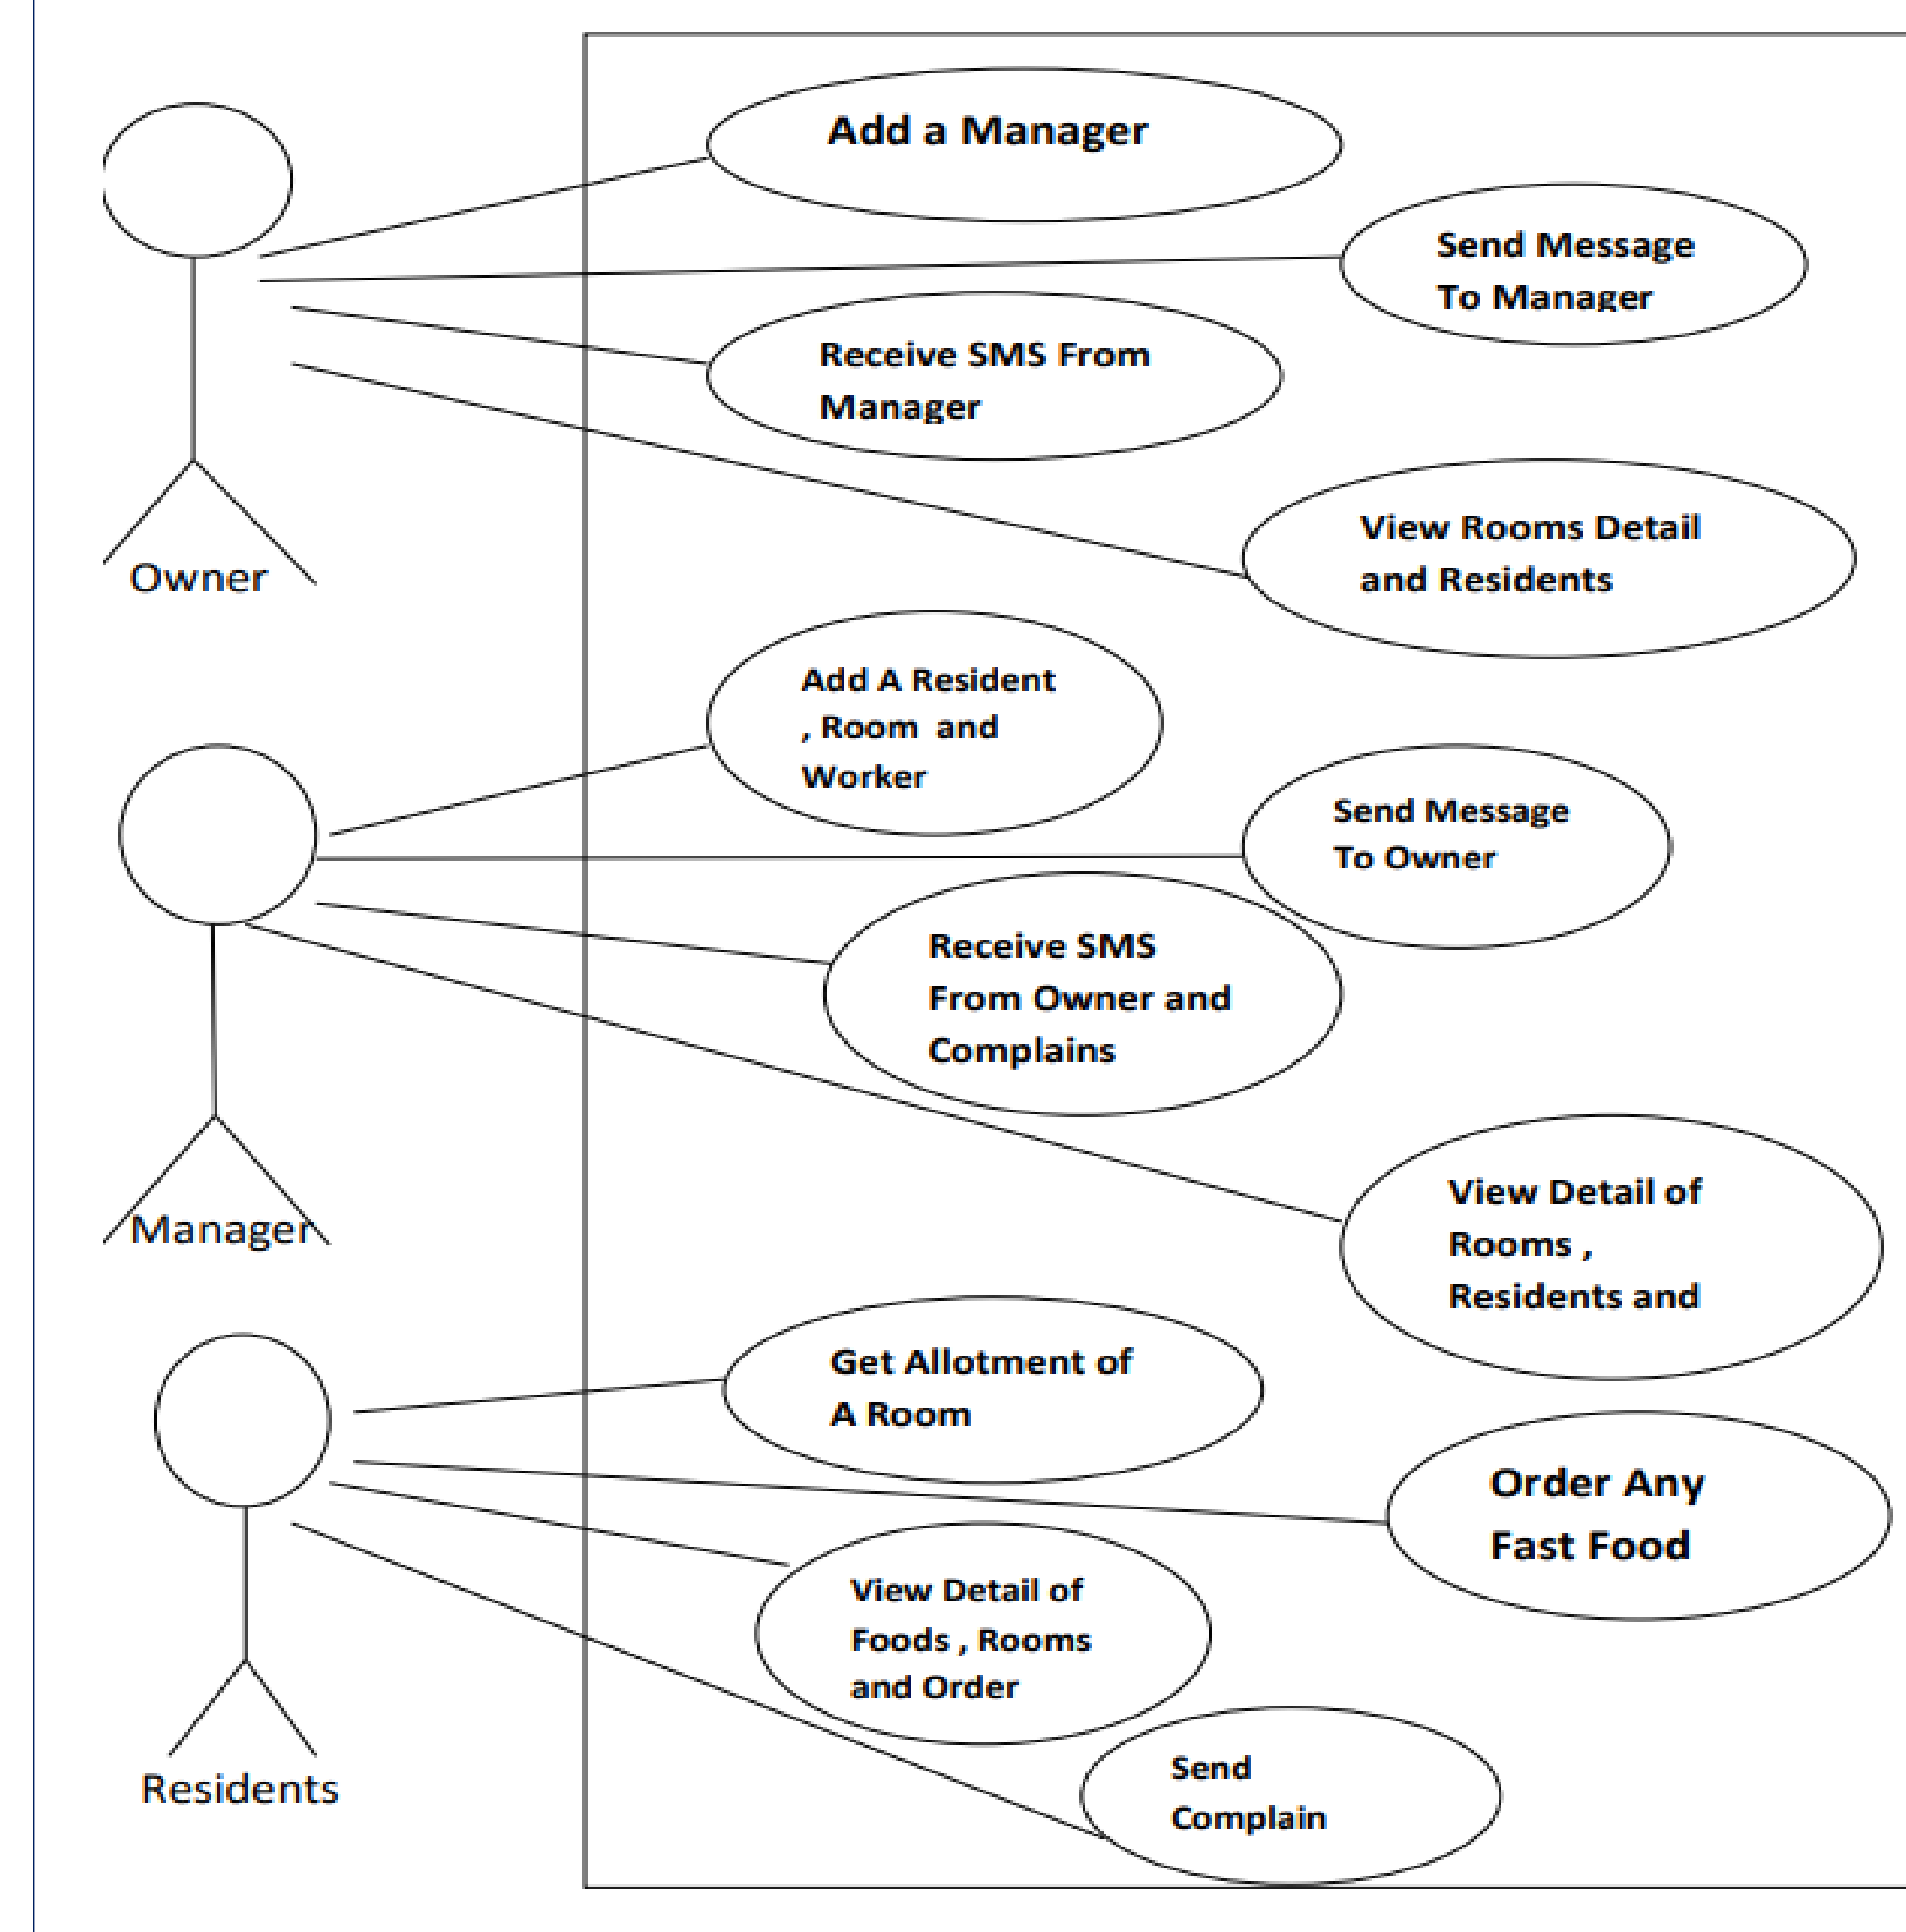 Add a Manager
Send Message
To Manager
Receive SMS From
Manager
View Rooms Detail
and Residents
Owner
Add A Resident
, Room and
Worker
Send Message
To Owner
Receive SMS
From Owner and
Complains
Manager
View Detail of
Rooms ,
Residents and
Get Allotment of
A Room
Order Any
Fast Food
View Detail of
Foods , Rooms
and Order
Send
Complain
Residents